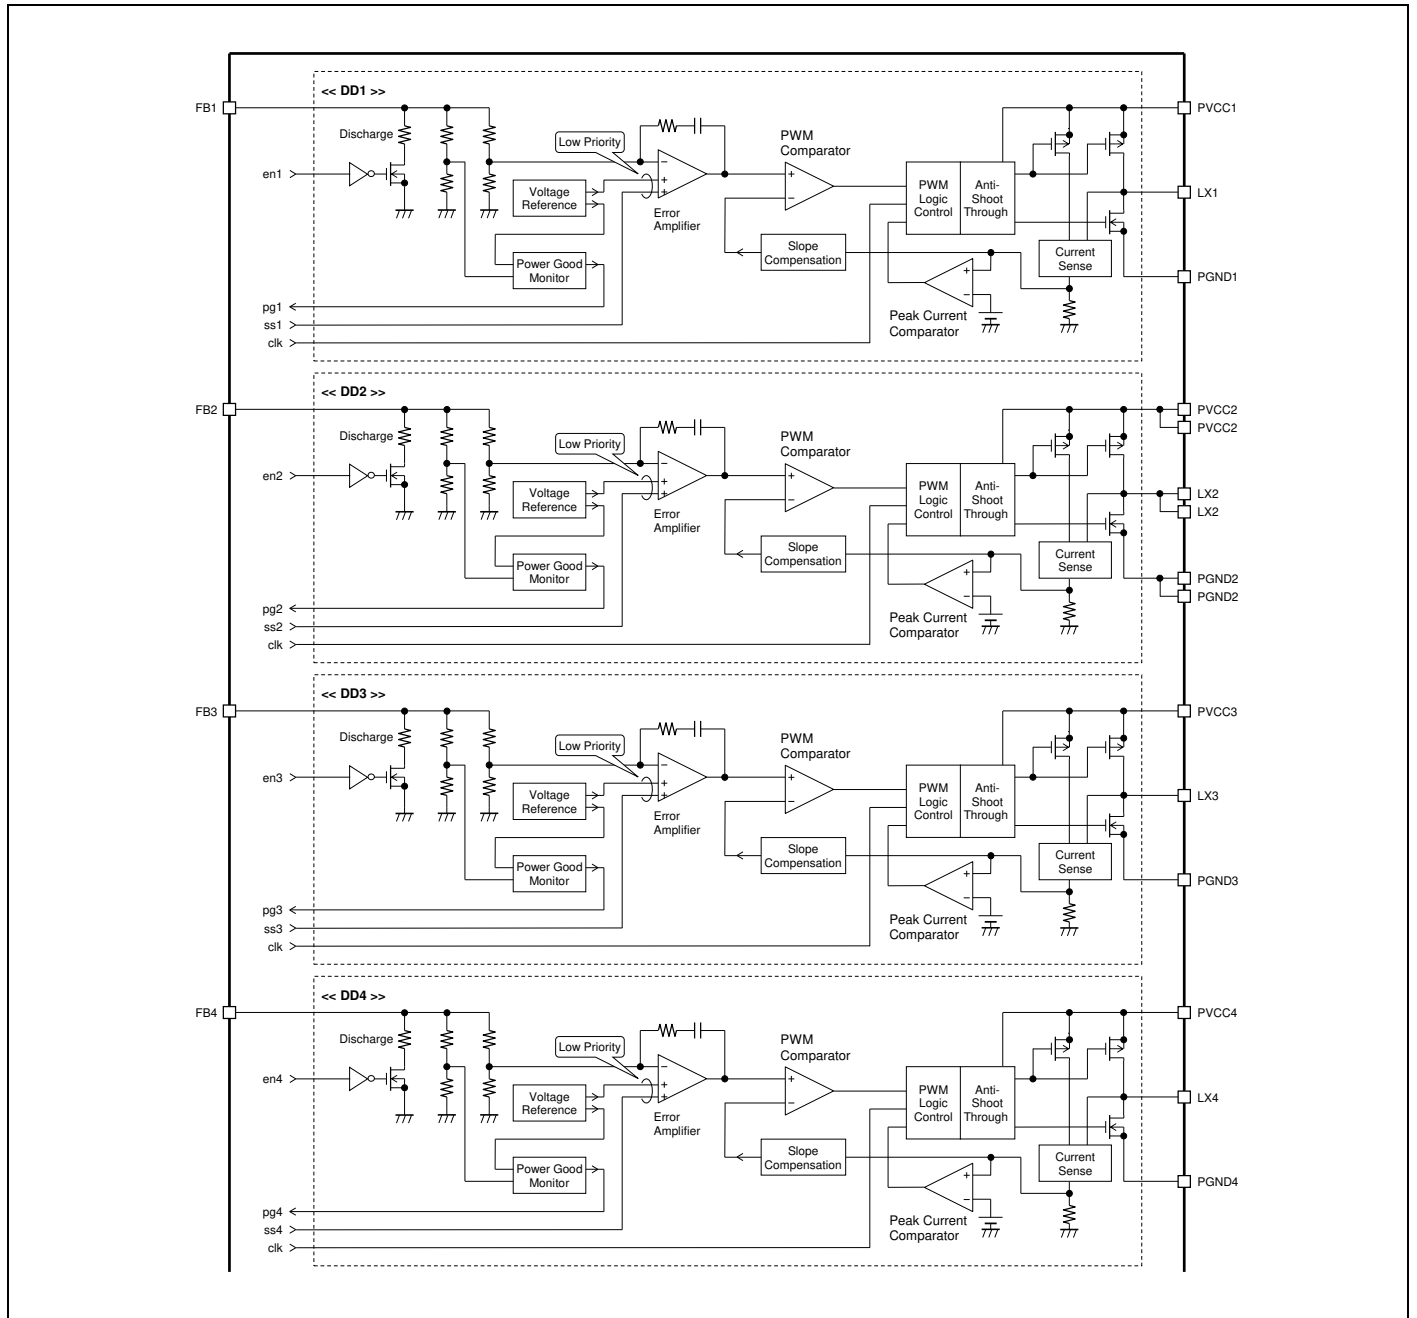 << DD1 >>
FB1
PVCC1
Discharge
Low Priority
PWM
Comparator
en1
Voltage
Reference
Error
Amplifier
PWM
Logic
Control
Anti-
Shoot
Through
LX1
Power Good
Monitor
Slope
Compensation
Current
Sense
PGND1
Peak Current
Comparator
pg1
ss1
clk
<< DD2 >>
FB2
PVCC2
PVCC2
Discharge
Low Priority
PWM
Comparator
en2
Voltage
Reference
Error
Amplifier
PWM
Logic
Control
Anti-
Shoot
Through
LX2
LX2
Power Good
Monitor
Slope
Compensation
Current
Sense
PGND2
PGND2
Peak Current
Comparator
pg2
ss2
clk
<< DD3 >>
FB3
PVCC3
Discharge
Low Priority
PWM
Comparator
en3
Voltage
Reference
Error
Amplifier
PWM
Logic
Control
Anti-
Shoot
Through
LX3
Power Good
Monitor
Slope
Compensation
Current
Sense
PGND3
Peak Current
Comparator
pg3
ss3
clk
<< DD4 >>
FB4
PVCC4
Discharge
Low Priority
PWM
Comparator
en4
Voltage
Reference
Error
Amplifier
PWM
Logic
Control
Anti-
Shoot
Through
LX4
Power Good
Monitor
Slope
Compensation
Current
Sense
PGND4
Peak Current
Comparator
pg4
ss4
clk